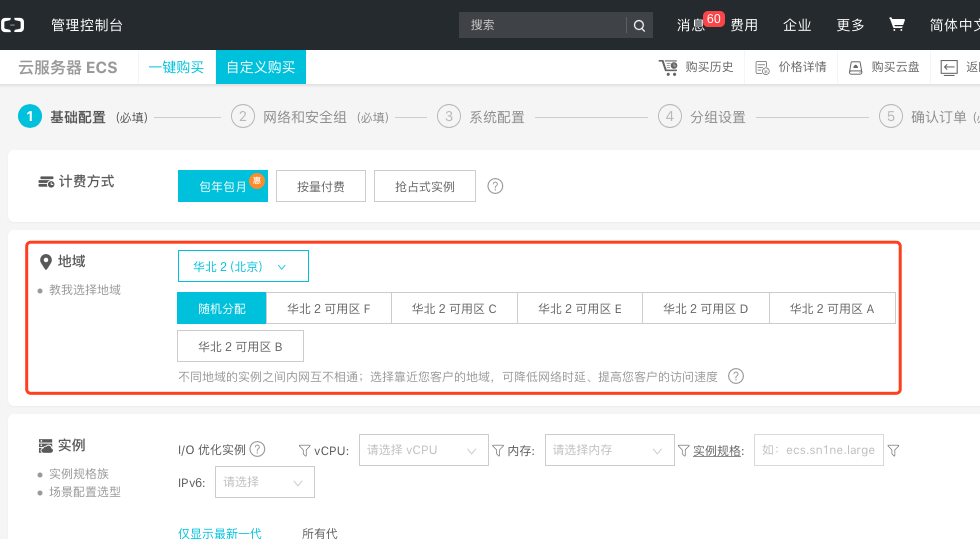 管理控制台 搜索 消息 60 费用 企业 更多 简体中文
云服务器 ECS 一键购买 自定义购买 购买历史 价格详情 购买云盘
1 基础配置 (必填) 2 网络和安全组 (必填) 3 系统配置 4 分组设置 5 确认订单
计费方式 包年包月 惠 按量付费 抢占式实例 ?
地域 华北 2 (北京)
教我选择地域
随机分配 华北 2 可用区 F 华北 2 可用区 C 华北 2 可用区 E 华北 2 可用区 D 华北 2 可用区 A
华北 2 可用区 B
不同地域的实例之间内网互不相通；选择靠近您客户的地域，可降低网络时延、提高您客户的访问速度 ?
实例 I/O 优化实例 ? vCPU: 请选择 vCPU 内存: 请选择内存 实例规格: 如：ecs.sn1ne.large
实例规格族 IPv6: 请选择
场景配置选型
仅显示最新一代 所有代